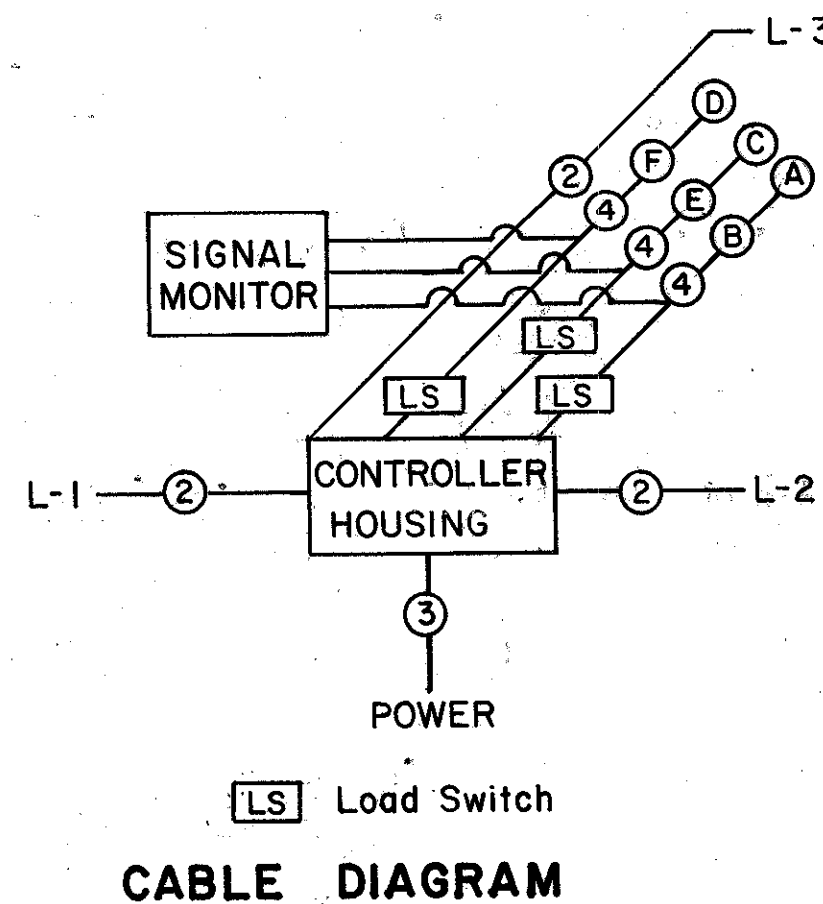 L-3
D
C
F
A
2
E
4
B
SIGNAL
MONITOR
4
4
LS
LS
LS
CONTROLLER
HOUSING
L-1
2
2
L-2
3
POWER
LS Load Switch
CABLE DIAGRAM